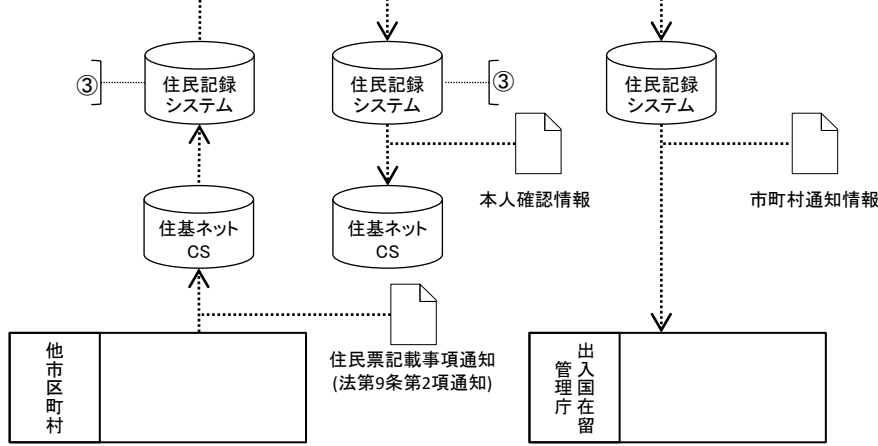 ③
住民記録
システム
住民記録
システム
③
住民記録
システム
本人確認情報
市町村通知情報
住基ネット
CS
住基ネット
CS
住民票記載事項通知
(法第9条第2項通知)
他市区町村
出入国在留
管理庁